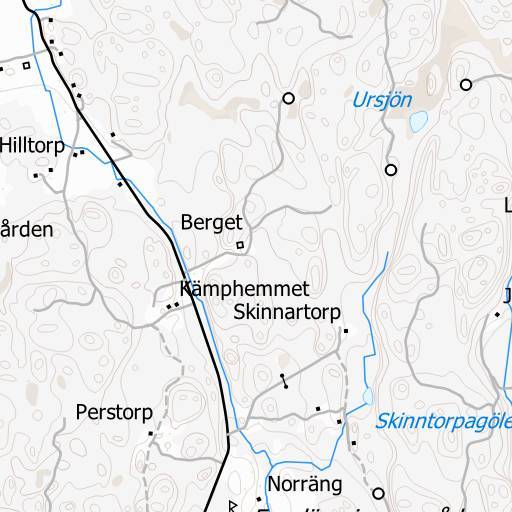 Ursjön
Hilltorp
Berget
Kämphemmet
Skinnartorp
Perstorp
Norräng